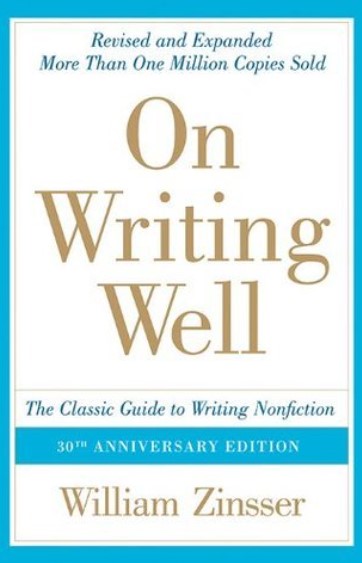 Revised and Expanded
More Than One Million Copies Sold
On
Writing
Well
The Classic Guide to Writing Nonfiction
30TH ANNIVERSARY EDITION
William Zinsser